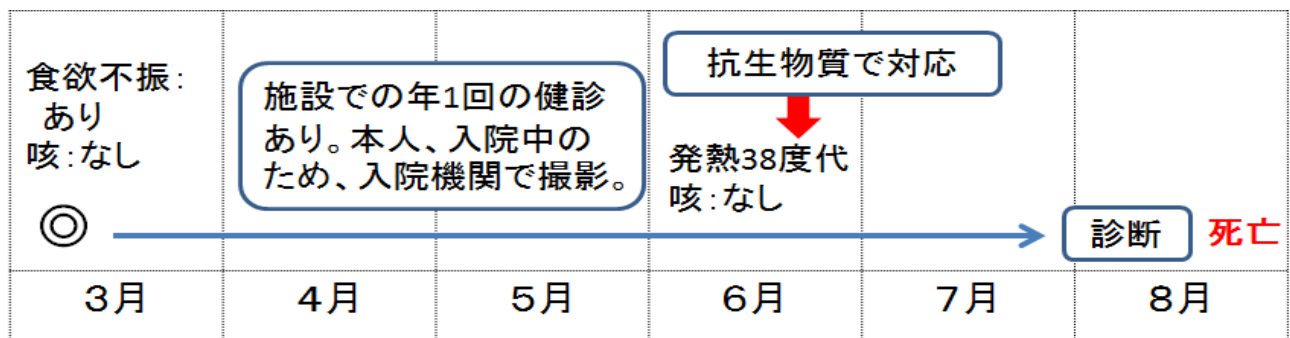 食欲不振：
あり
咳：なし
◎
施設での年1回の健診
あり。本人、入院中の
ため、入院機関で撮影。
抗生物質で対応
発熱38度代
咳：なし
診断
死亡
3月
4月
5月
6月
7月
8月